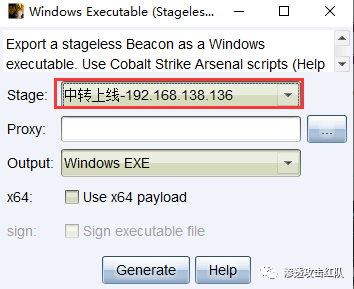 Windows Executable (Stageles...
Export a stageless Beacon as a Windows
executable. Use Cobalt Strike Arsenal scripts (Help
Stage: 中转上线-192.168.138.136
Proxy: ...
Output: Windows EXE
x64: Use x64 payload
sign: Sign executable file
Generate Help
渗透攻击红队